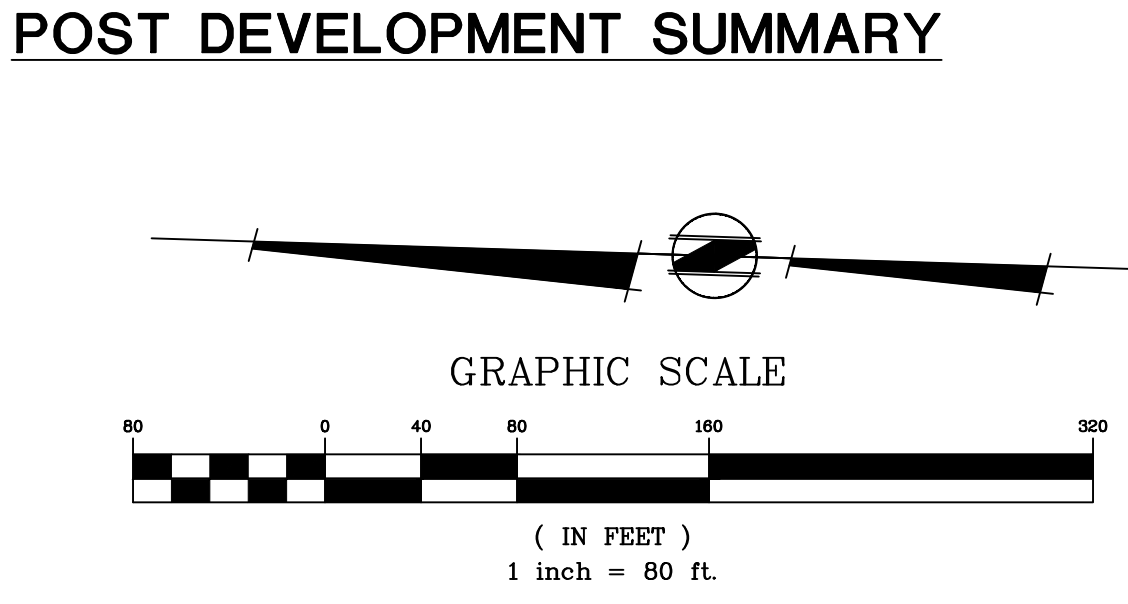 POST DEVELOPMENT SUMMARY
GRAPHIC SCALE
80 0 40 80 160 320
( IN FEET )
1 inch = 80 ft.